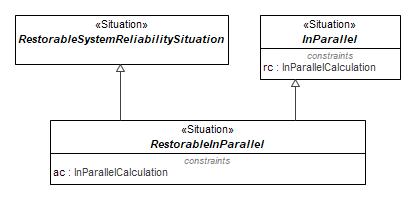 «Situation»
RestorableSystemReliabilitySituation
«Situation»
InParallel
constraints
rc : InParallelCalculation
«Situation»
RestorableInParallel
constraints
ac : InParallelCalculation